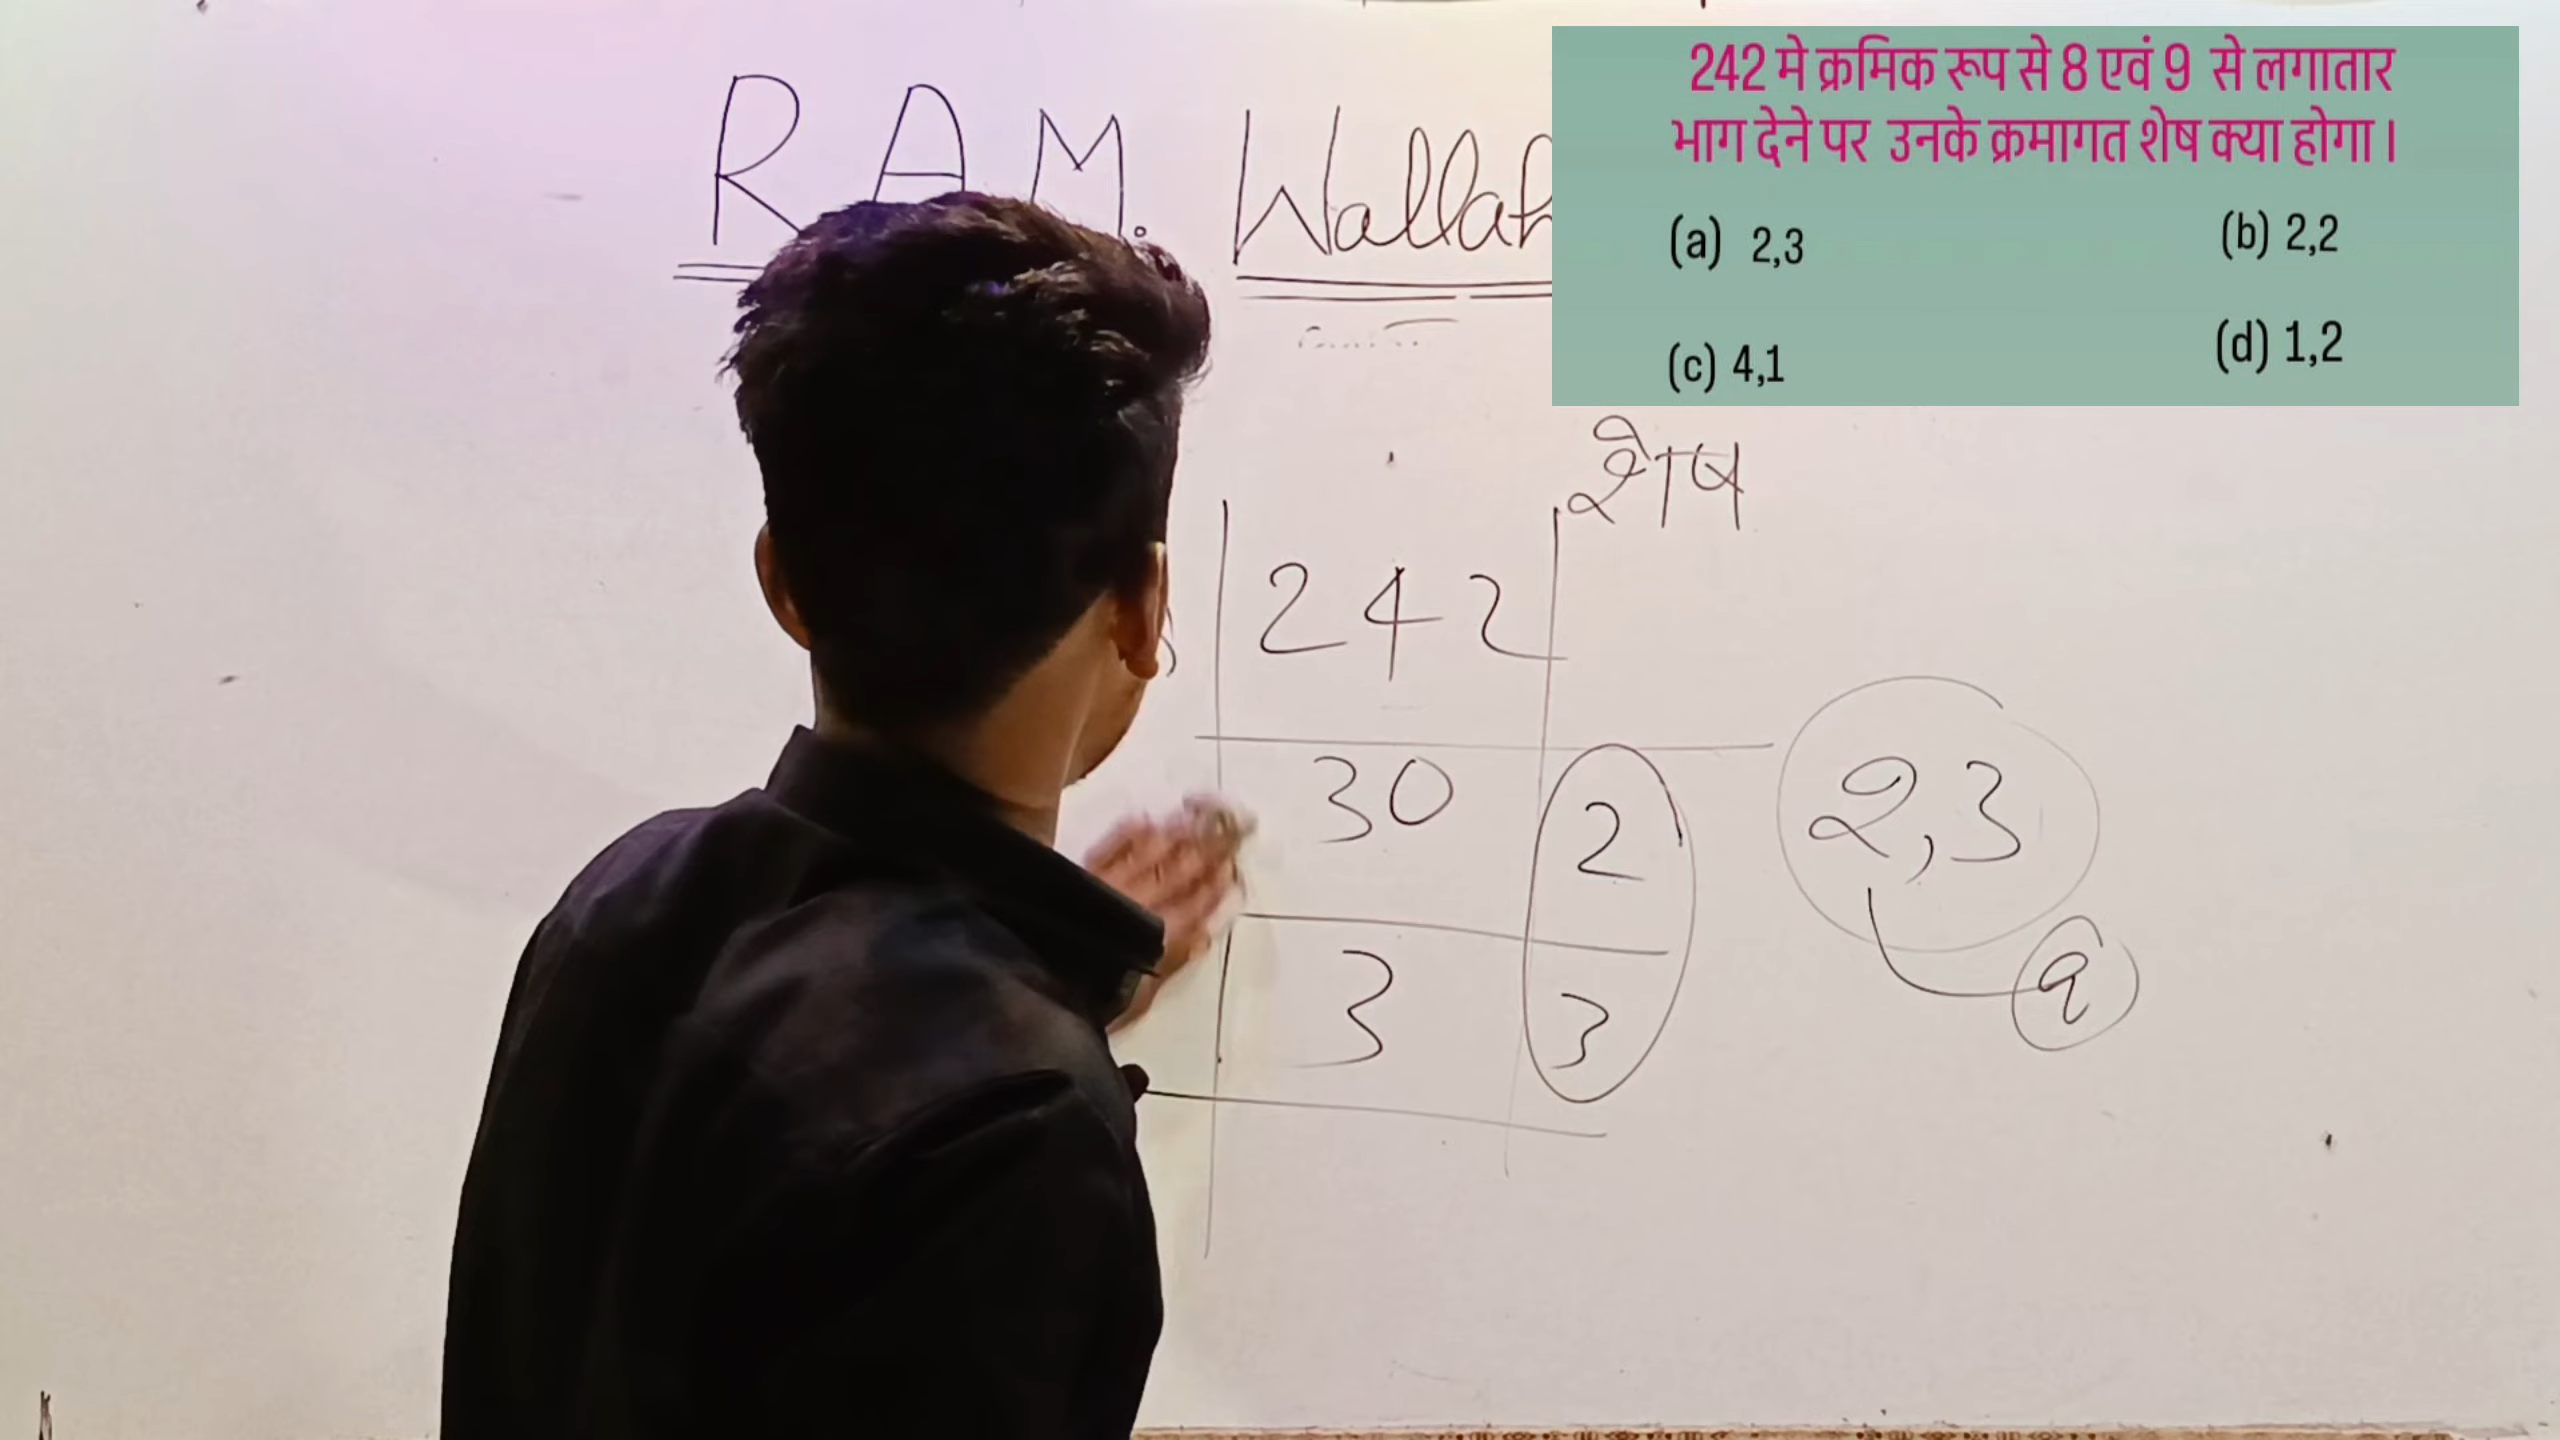 R A M. Wallah
242 मे क्रमिक रूप से 8 एवं 9 से लगातार
भाग देने पर उनके क्रमागत शेष क्या होगा।
(a) 2,3
(b) 2,2
(c) 4,1
(d) 1,2
शेष
242
30 2
2,3
3 3
a